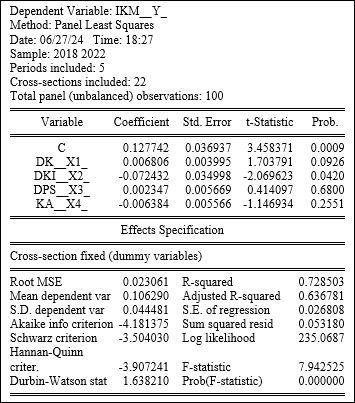 Dependent Variable: IKM__Y_
Method: Panel Least Squares
Date: 06/27/24 Time: 18:27
Sample: 2018 2022
Periods included: 5
Cross-sections included: 22
Total panel (unbalanced) observations: 100
Variable Coefficient Std. Error t-Statistic Prob.
C 0.127742 0.036937 3.458371 0.0009
DK__X1_ 0.006806 0.003995 1.703791 0.0926
DKI__X2_ -0.072432 0.034998 -2.069623 0.0420
DPS__X3_ 0.002347 0.005669 0.414097 0.6800
KA__X4_ -0.006384 0.005566 -1.146934 0.2551
Effects Specification
Cross-section fixed (dummy variables)
Root MSE 0.023061 R-squared 0.728503
Mean dependent var 0.106290 Adjusted R-squared 0.636781
S.D. dependent var 0.044481 S.E. of regression 0.026808
Akaike info criterion -4.181375 Sum squared resid 0.053180
Schwarz criterion -3.504030 Log likelihood 235.0687
Hannan-Quinn
criter. -3.907241 F-statistic 7.942525
Durbin-Watson stat 1.638210 Prob(F-statistic) 0.000000